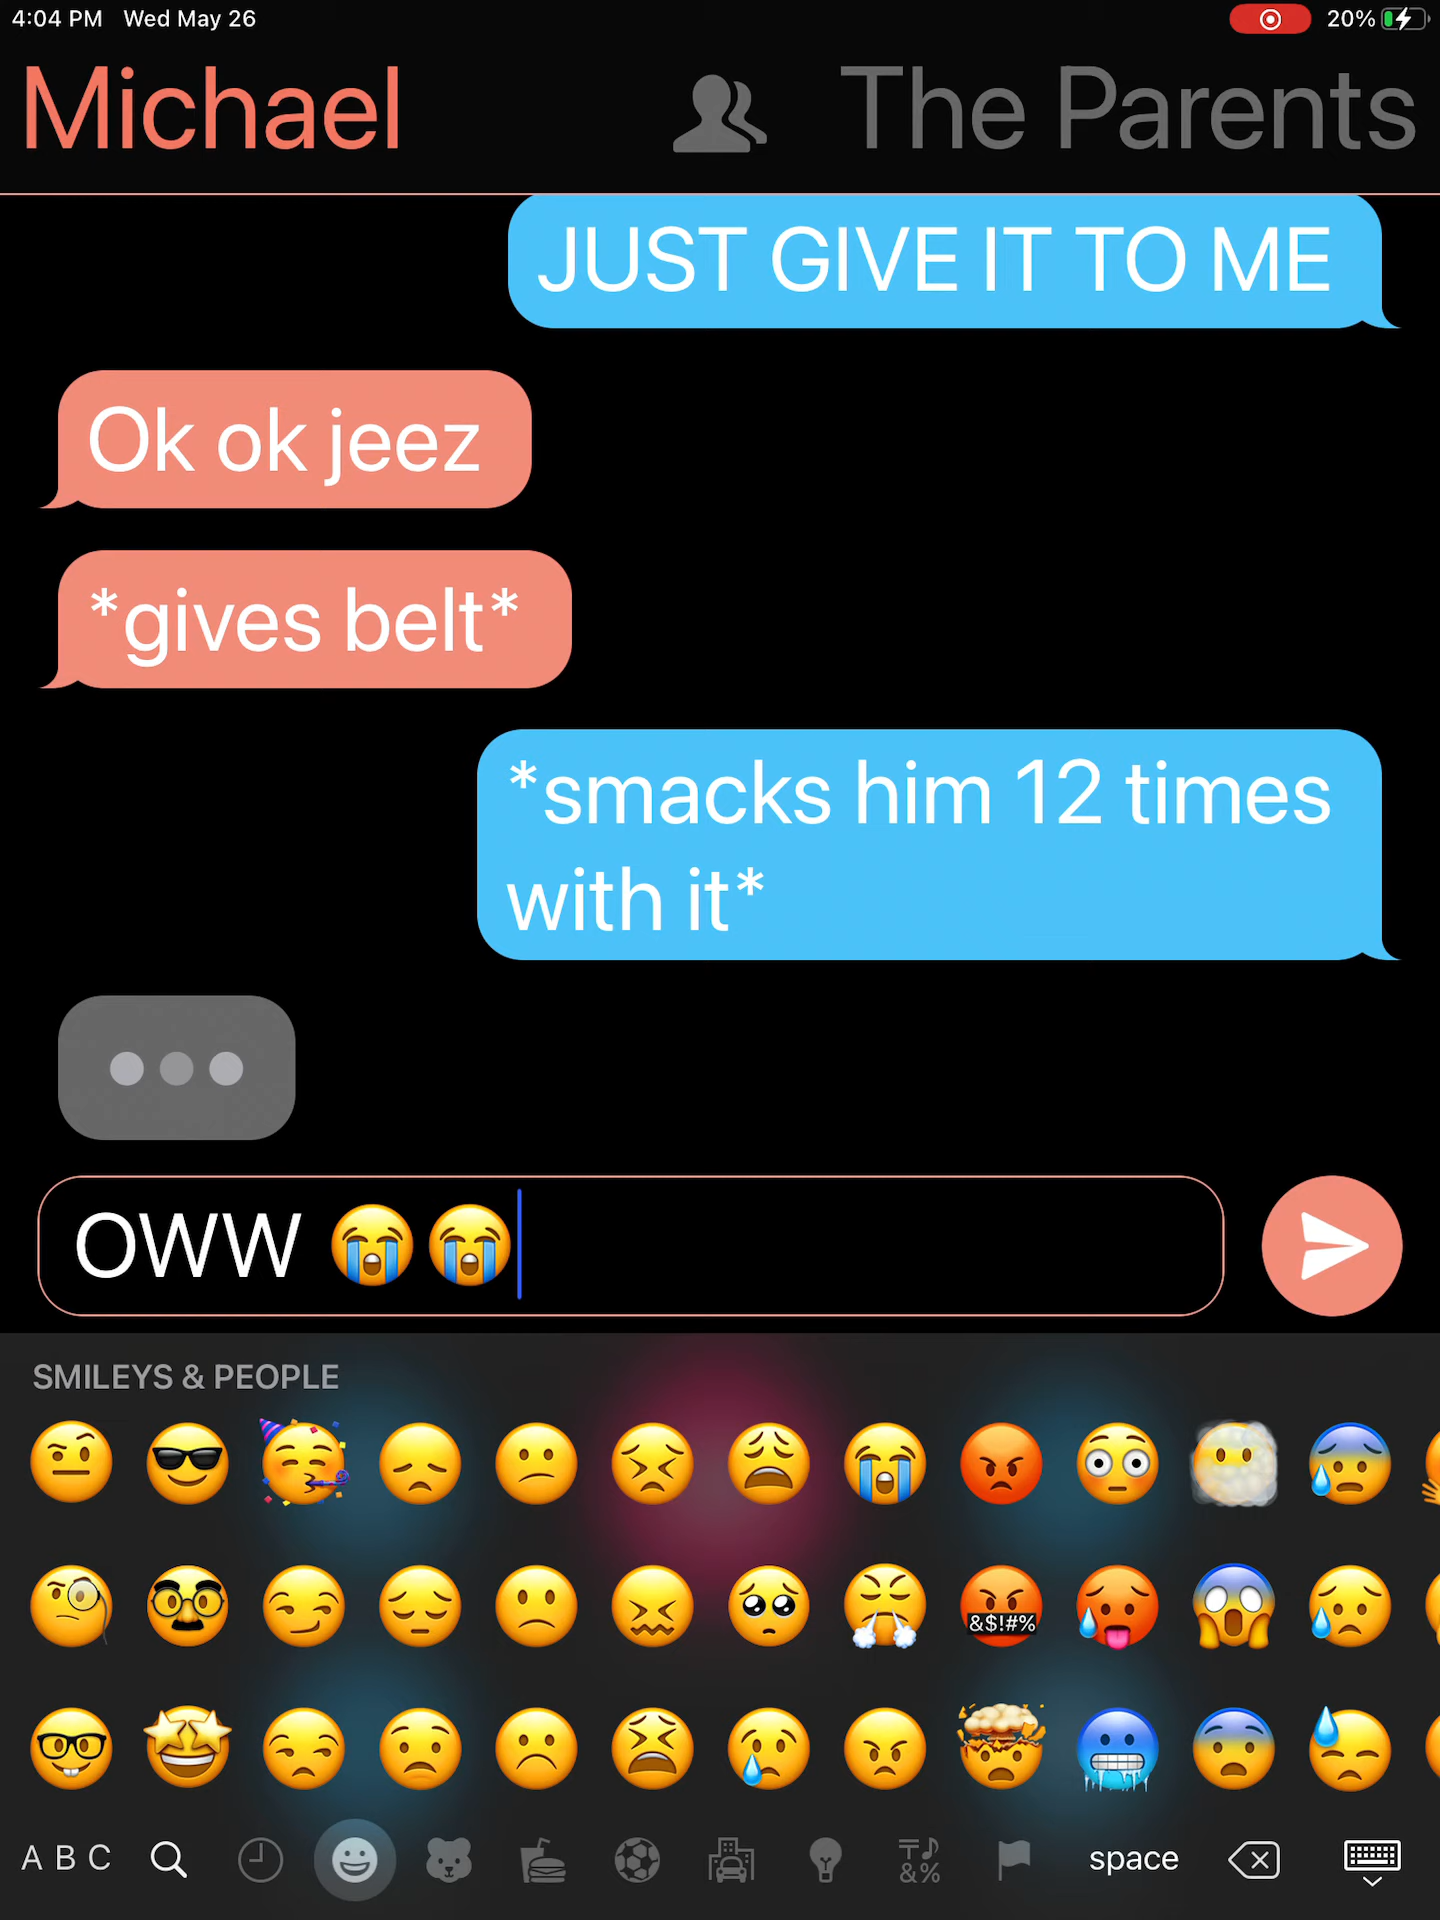 4:04 PM Wed May 26
20%
Michael
The Parents
JUST GIVE IT TO ME
Ok ok jeez
*gives belt*
*smacks him 12 times
with it*
OWW 😭😭
SMILEYS & PEOPLE
&$!#%
A B C
T♪
&%
space